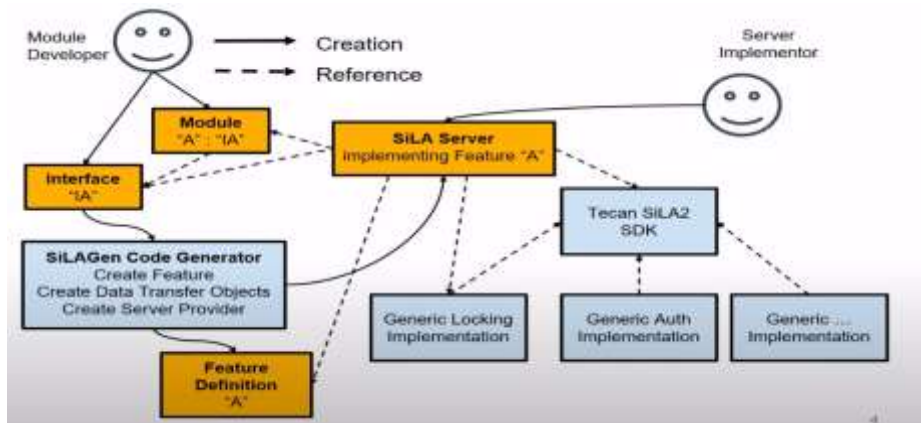 Module
Developer
Creation
Reference
Server
Implementor
Module
"A" : "IA"
SiLA Server
Implementing Feature "A"
Interface
"IA"
Tecan SiLA2
SDK
SiLAGen Code Generator
Create Feature
Create Data Transfer Objects
Create Server Provider
Generic Locking
Implementation
Generic Auth
Implementation
Generic ...
Implementation
Feature
Definition
"A"
4